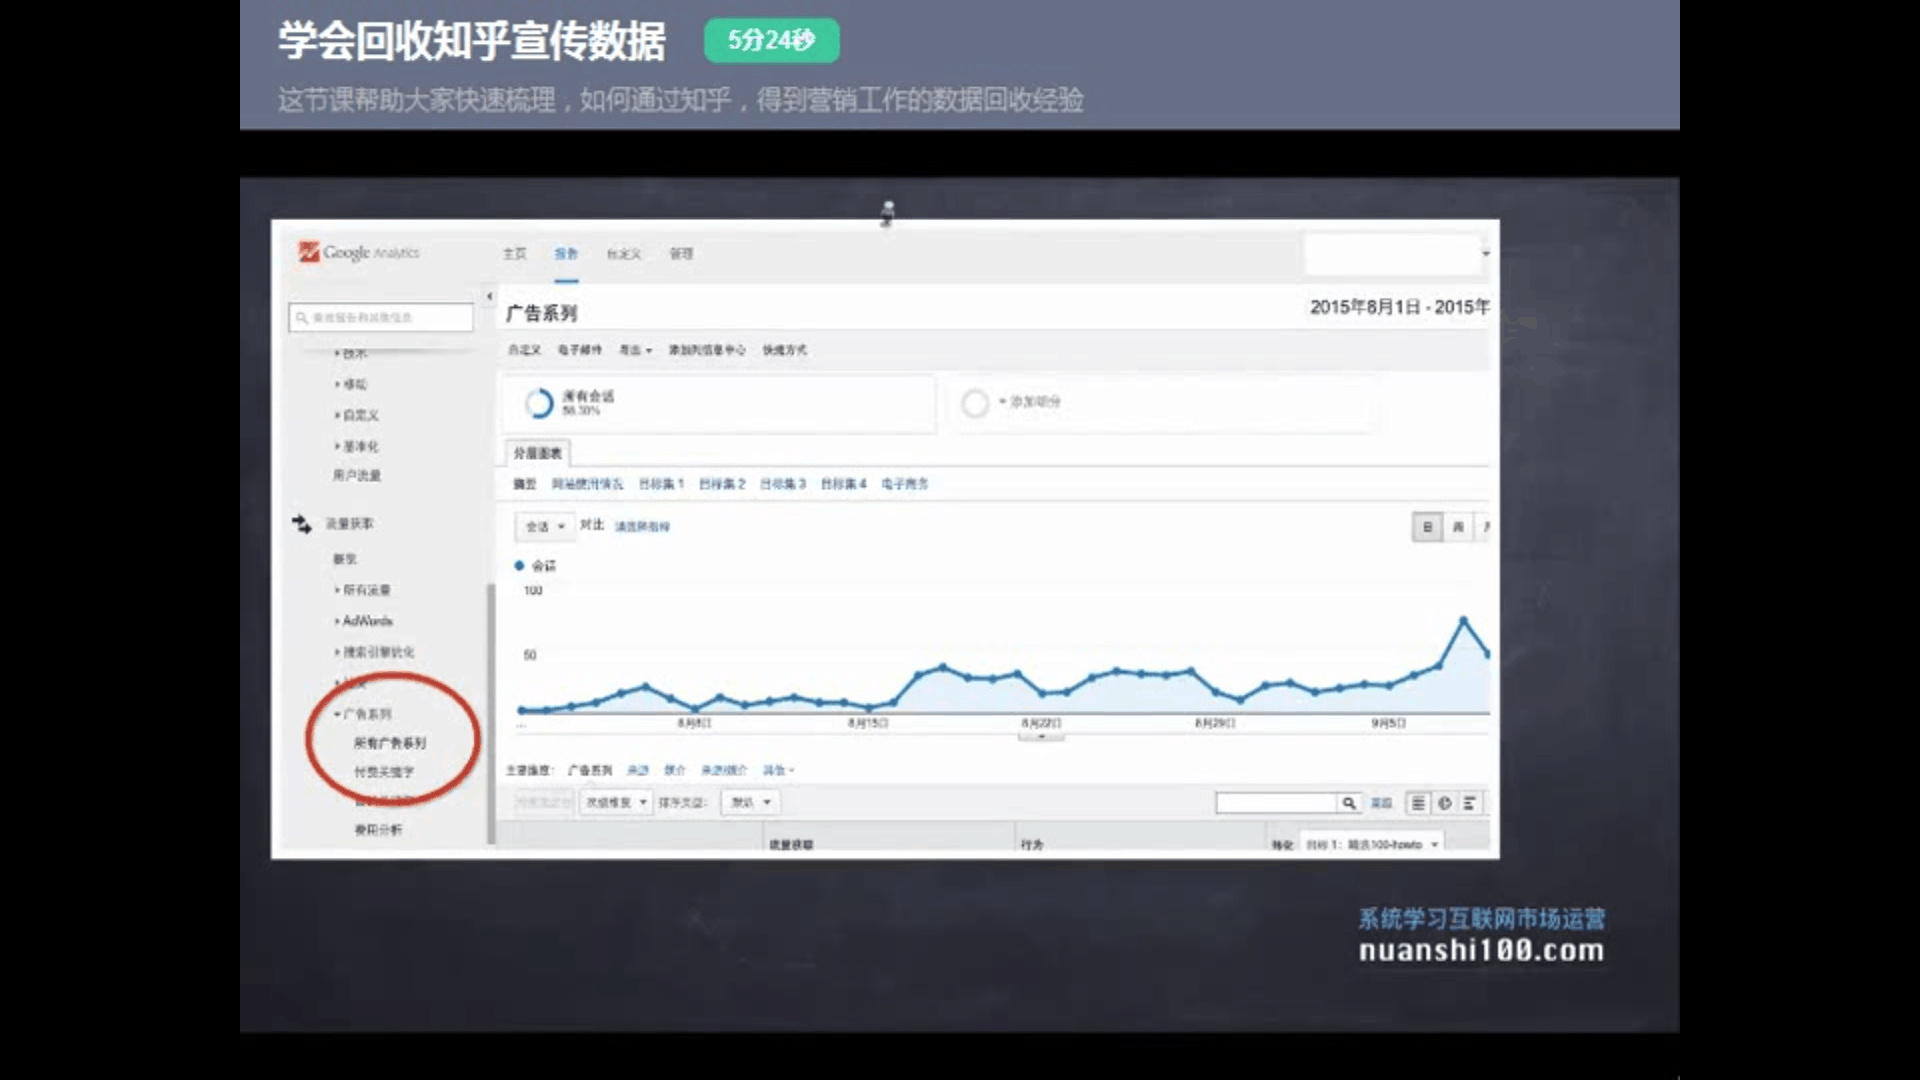 学会回收知乎宣传数据 5分24秒
这节课帮助大家快速梳理，如何通过知乎，得到营销工作的数据回收经验
Google Analytics 主页 报告 自定义 管理
搜索报告和其他信息
广告系列 2015年8月1日 - 2015年
自定义 电子邮件 导出 添加到信息中心 快捷方式
技术
移动
自定义
基准化
用户流量
流量获取
概览
所有流量
AdWords
搜索引擎优化
社交
广告系列
所有广告系列
付费关键字
费用分析
所有会话
+ 添加细分
分层图表
摘要 网站使用情况 目标集 1 目标集 2 目标集 3 目标集 4 电子商务
会话 对比 请选择指标 日 周 月
会话
100
50
... 8月8日 8月15日 8月22日 8月29日 9月5日
主要维度： 广告系列 来源 媒介 来源/媒介 其他
次级维度 排序类型： 默认 高级
流量获取 行为 转化 目标 1：
系统学习互联网市场运营
nuanshi100.com